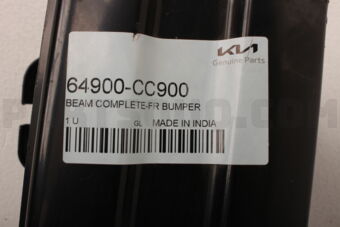 KIA
Genuine Parts
64900-CC900
BEAM COMPLETE-FR BUMPER
1 U GL MADE IN INDIA